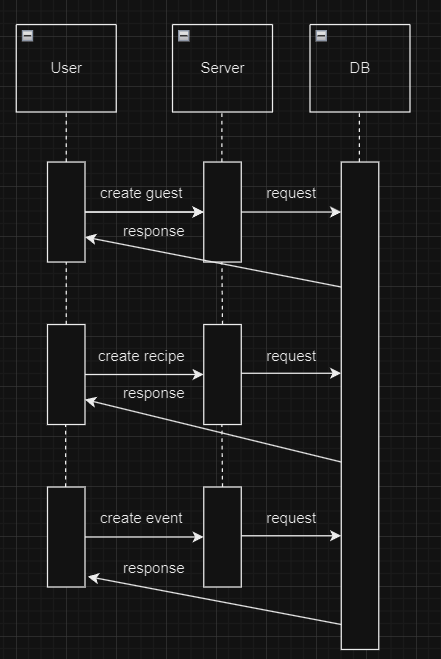 User
Server
DB
create guest
request
response
create recipe
request
response
create event
request
response